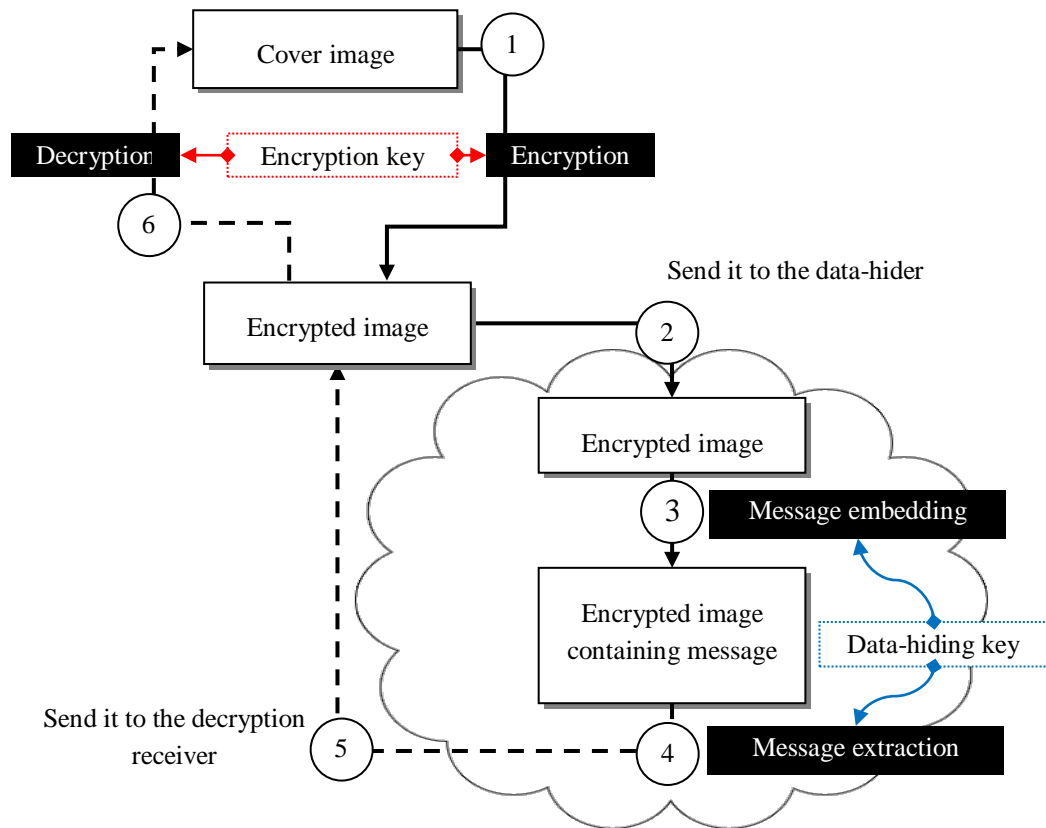 Cover image
1
Decryption
Encryption key
Encryption
6
Send it to the data-hider
Encrypted image
2
Encrypted image
3
Message embedding
Encrypted image
containing message
Data-hiding key
Send it to the decryption
receiver
5
4
Message extraction